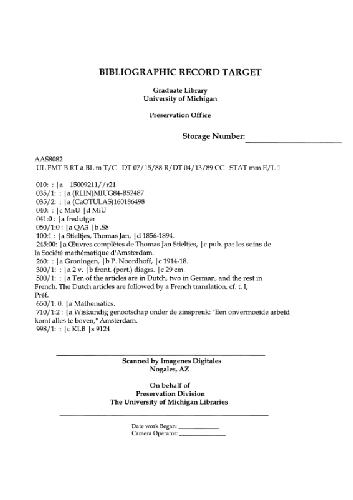 BIBLIOGRAPHIC RECORD TARGET
Graduate Library
University of Michigan
Preservation Office
Storage Number:
AAS8082
UL FMT B RT a BL m T/C DT 07/15/88 R/DT 04/13/89 CC STAT mm E/L 1
010: : |a 15009211//r21
035/1: : |a (RLIN)MIUG84-B52487
035/2: : |a (CaOTULAS)160186498
040: : |c MnU |d MiU
041:0 : |a fredutger
050/1:0 : |a QA3 |b .S8
100:1 : |a Stieltjes, Thomas Jan, |d 1856-1894.
245:00: |a Œuvres complètes de Thomas Jan Stieltjes, |c pub. par les soins de
la Société mathématique d'Amsterdam.
260: : |a Groningen, |b P. Noordhoff, |c 1914-18.
300/1: : |a 2 v. |b front. (port.) diagrs. |c 29 cm.
500/1: : |a Ten of the articles are in Dutch, two in German, and the rest in
French. The Dutch articles are followed by a French translation, cf. t. 1,
Préf.
650/1: 0: |a Mathematics.
710/1:2 : |a Wiskundig genootschap onder de zinspreuk: "Een onvermoeide arbeid
komt alles te boven," Amsterdam.
998/1: : |c KLB |s 9124
Scanned by Imagenes Digitales
Nogales, AZ
On behalf of
Preservation Division
The University of Michigan Libraries
Date work Began:
Camera Operator: